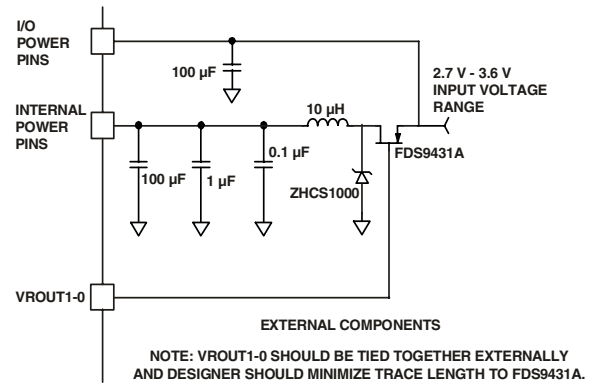 I/O
POWER
PINS
100 µF
2.7 V - 3.6 V
INPUT VOLTAGE
RANGE
INTERNAL
POWER
PINS
10 µH
FDS9431A
0.1 µF
100 µF
1 µF
ZHCS1000
VROUT1-0
EXTERNAL COMPONENTS
NOTE: VROUT1-0 SHOULD BE TIED TOGETHER EXTERNALLY
AND DESIGNER SHOULD MINIMIZE TRACE LENGTH TO FDS9431A.